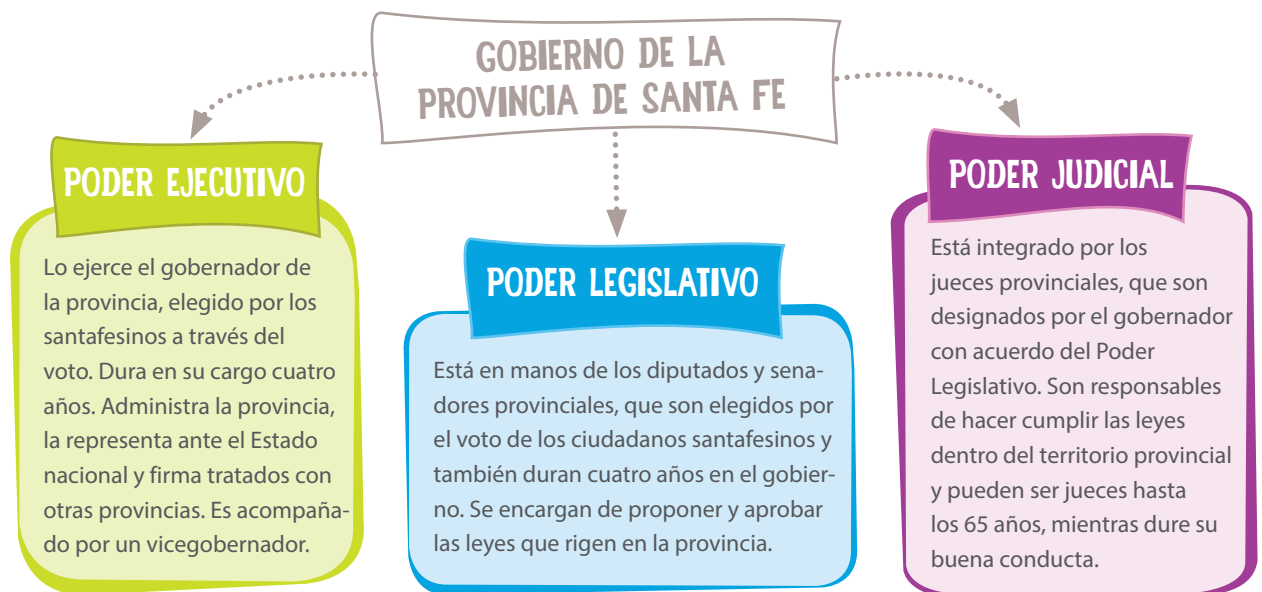 GOBIERNO DE LA
PROVINCIA DE SANTA FE
PODER EJECUTIVO
Lo ejerce el gobernador de
la provincia, elegido por los
santafesinos a través del
voto. Dura en su cargo cuatro
años. Administra la provincia,
la representa ante el Estado
nacional y firma tratados con
otras provincias. Es acompaña-
do por un vicegobernador.
PODER LEGISLATIVO
Está en manos de los diputados y sena-
dores provinciales, que son elegidos por
el voto de los ciudadanos santafesinos y
también duran cuatro años en el gobier-
no. Se encargan de proponer y aprobar
las leyes que rigen en la provincia.
PODER JUDICIAL
Está integrado por los
jueces provinciales, que son
designados por el gobernador
con acuerdo del Poder
Legislativo. Son responsables
de hacer cumplir las leyes
dentro del territorio provincial
y pueden ser jueces hasta
los 65 años, mientras dure su
buena conducta.